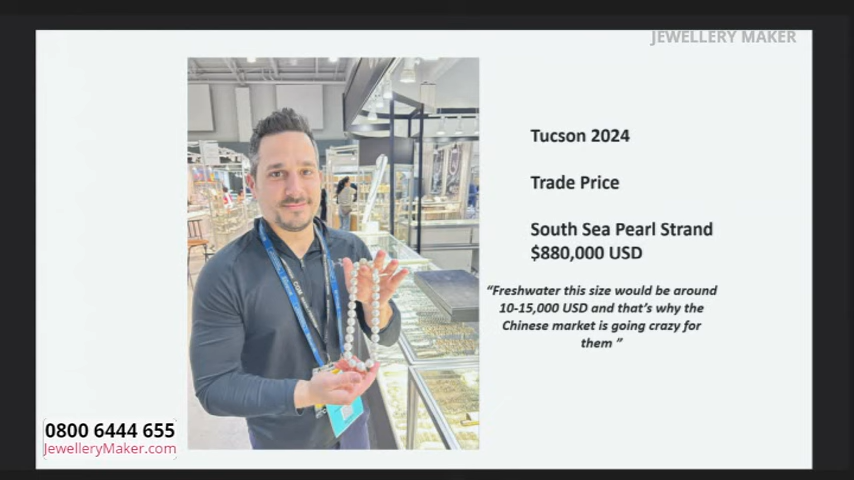 JEWELLERY MAKER
Tucson 2024
Trade Price
South Sea Pearl Strand
$880,000 USD
“Freshwater this size would be around
10-15,000 USD and that’s why the
Chinese market is going crazy for
them ”
0800 6444 655
JewelleryMaker.com